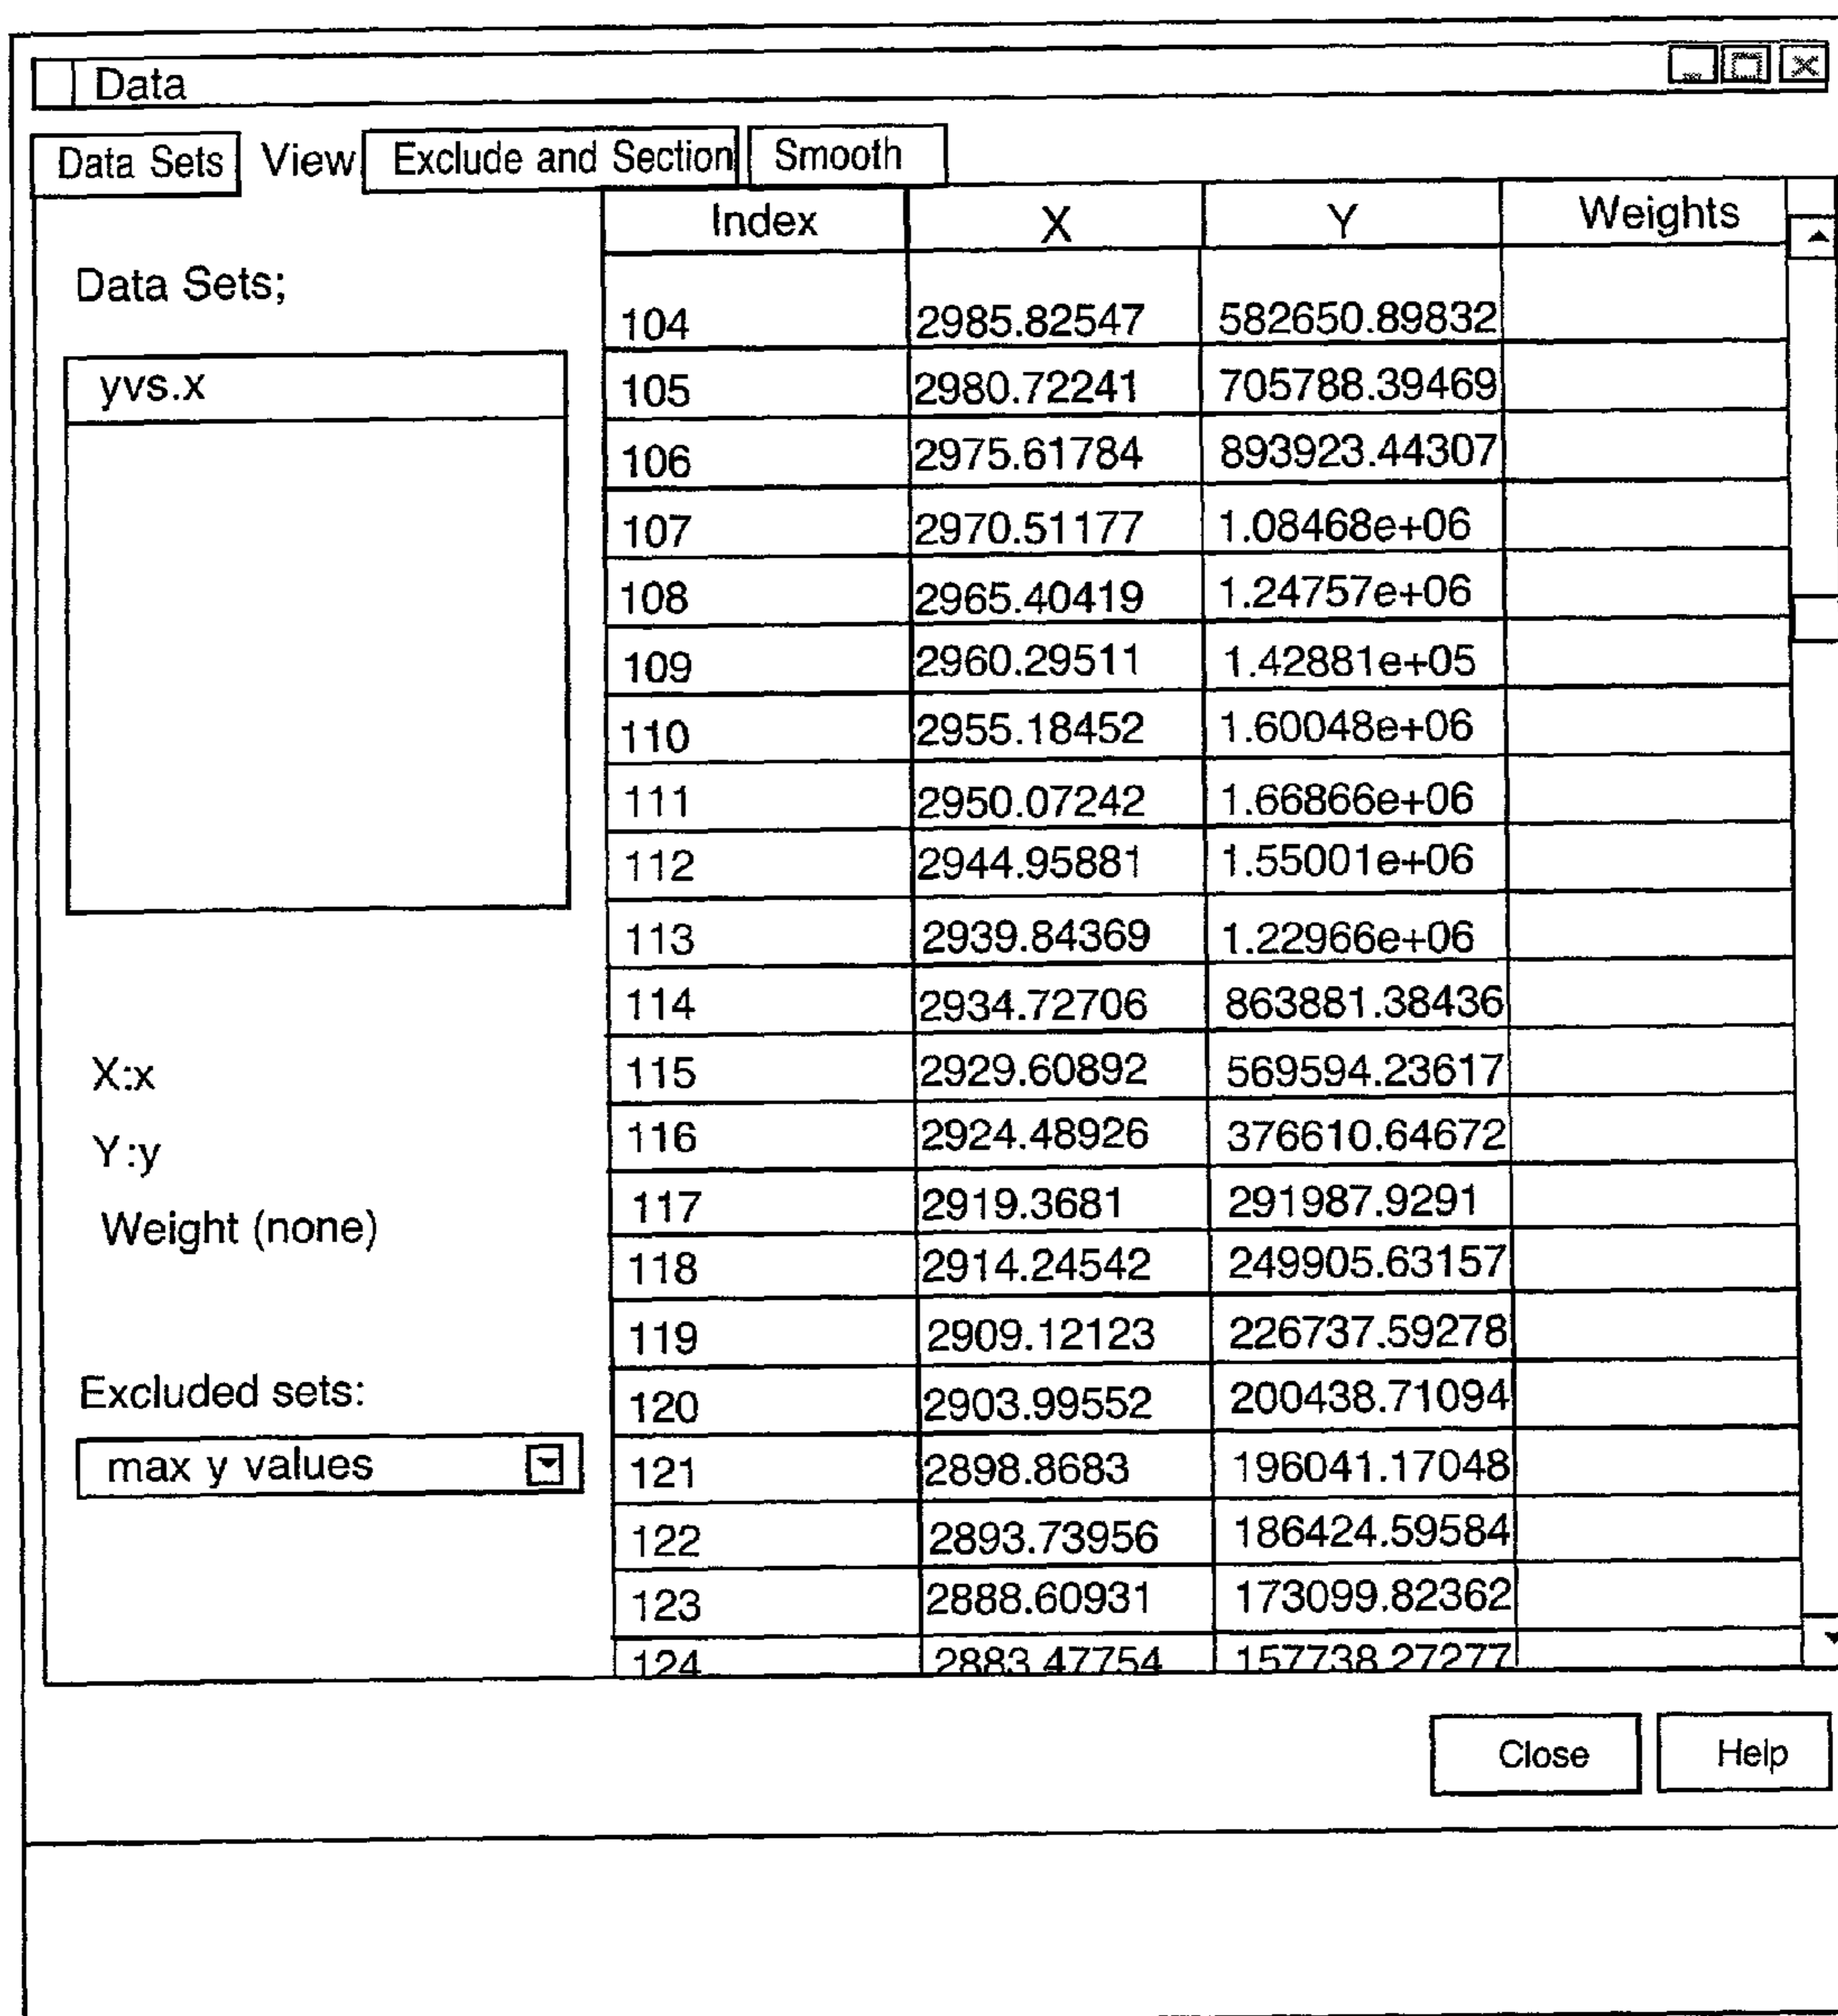 Data
Data Sets View Exclude and Section Smooth
Index X Y Weights
Data Sets;
yvs.x
104 2985.82547 582650.89832
105 2980.72241 705788.39469
106 2975.61784 893923.44307
107 2970.51177 1.08468e+06
108 2965.40419 1.24757e+06
109 2960.29511 1.42881e+05
110 2955.18452 1.60048e+06
111 2950.07242 1.66866e+06
112 2944.95881 1.55001e+06
113 2939.84369 1.22966e+06
114 2934.72706 863881.38436
115 2929.60892 569594.23617
116 2924.48926 376610.64672
117 2919.3681 291987.9291
118 2914.24542 249905.63157
119 2909.12123 226737.59278
120 2903.99552 200438.71094
121 2898.8683 196041.17048
122 2893.73956 186424.59584
123 2888.60931 173099.82362
124 2883.47754 157738.27277
X:x
Y:y
Weight (none)
Excluded sets:
max y values
Close Help